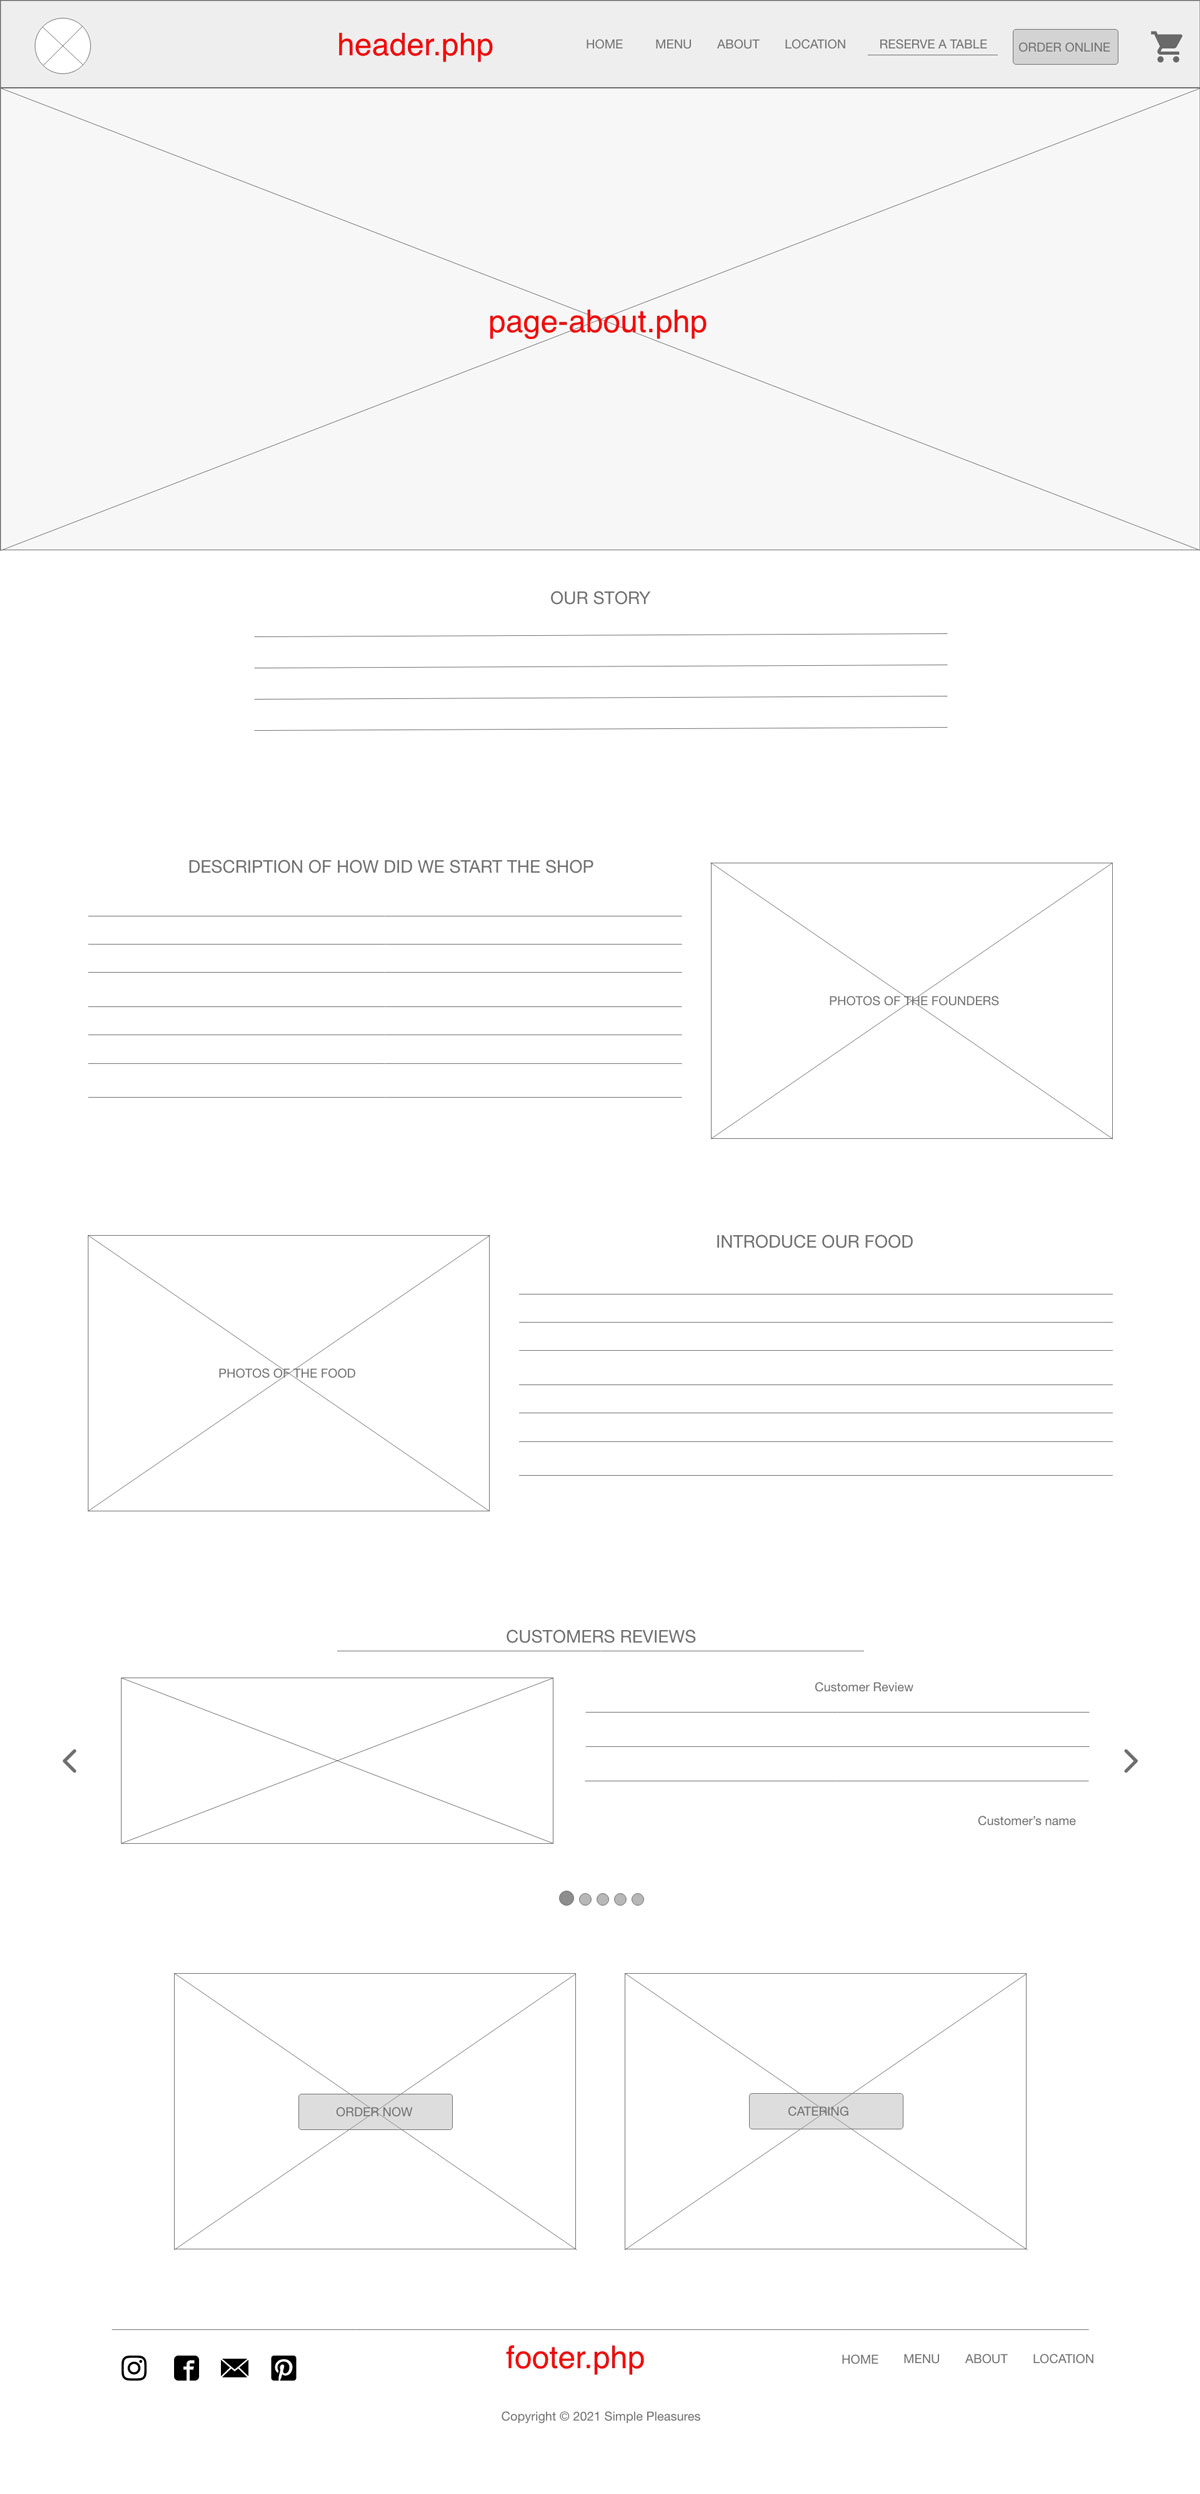 header.php
HOME MENU ABOUT LOCATION RESERVE A TABLE ORDER ONLINE
page-about.php
OUR STORY
DESCRIPTION OF HOW DID WE START THE SHOP
PHOTOS OF THE FOUNDERS
INTRODUCE OUR FOOD
PHOTOS OF THE FOOD
CUSTOMERS REVIEWS
Customer Review
Customer’s name
ORDER NOW
CATERING
footer.php
HOME MENU ABOUT LOCATION
Copyright © 2021 Simple Pleasures